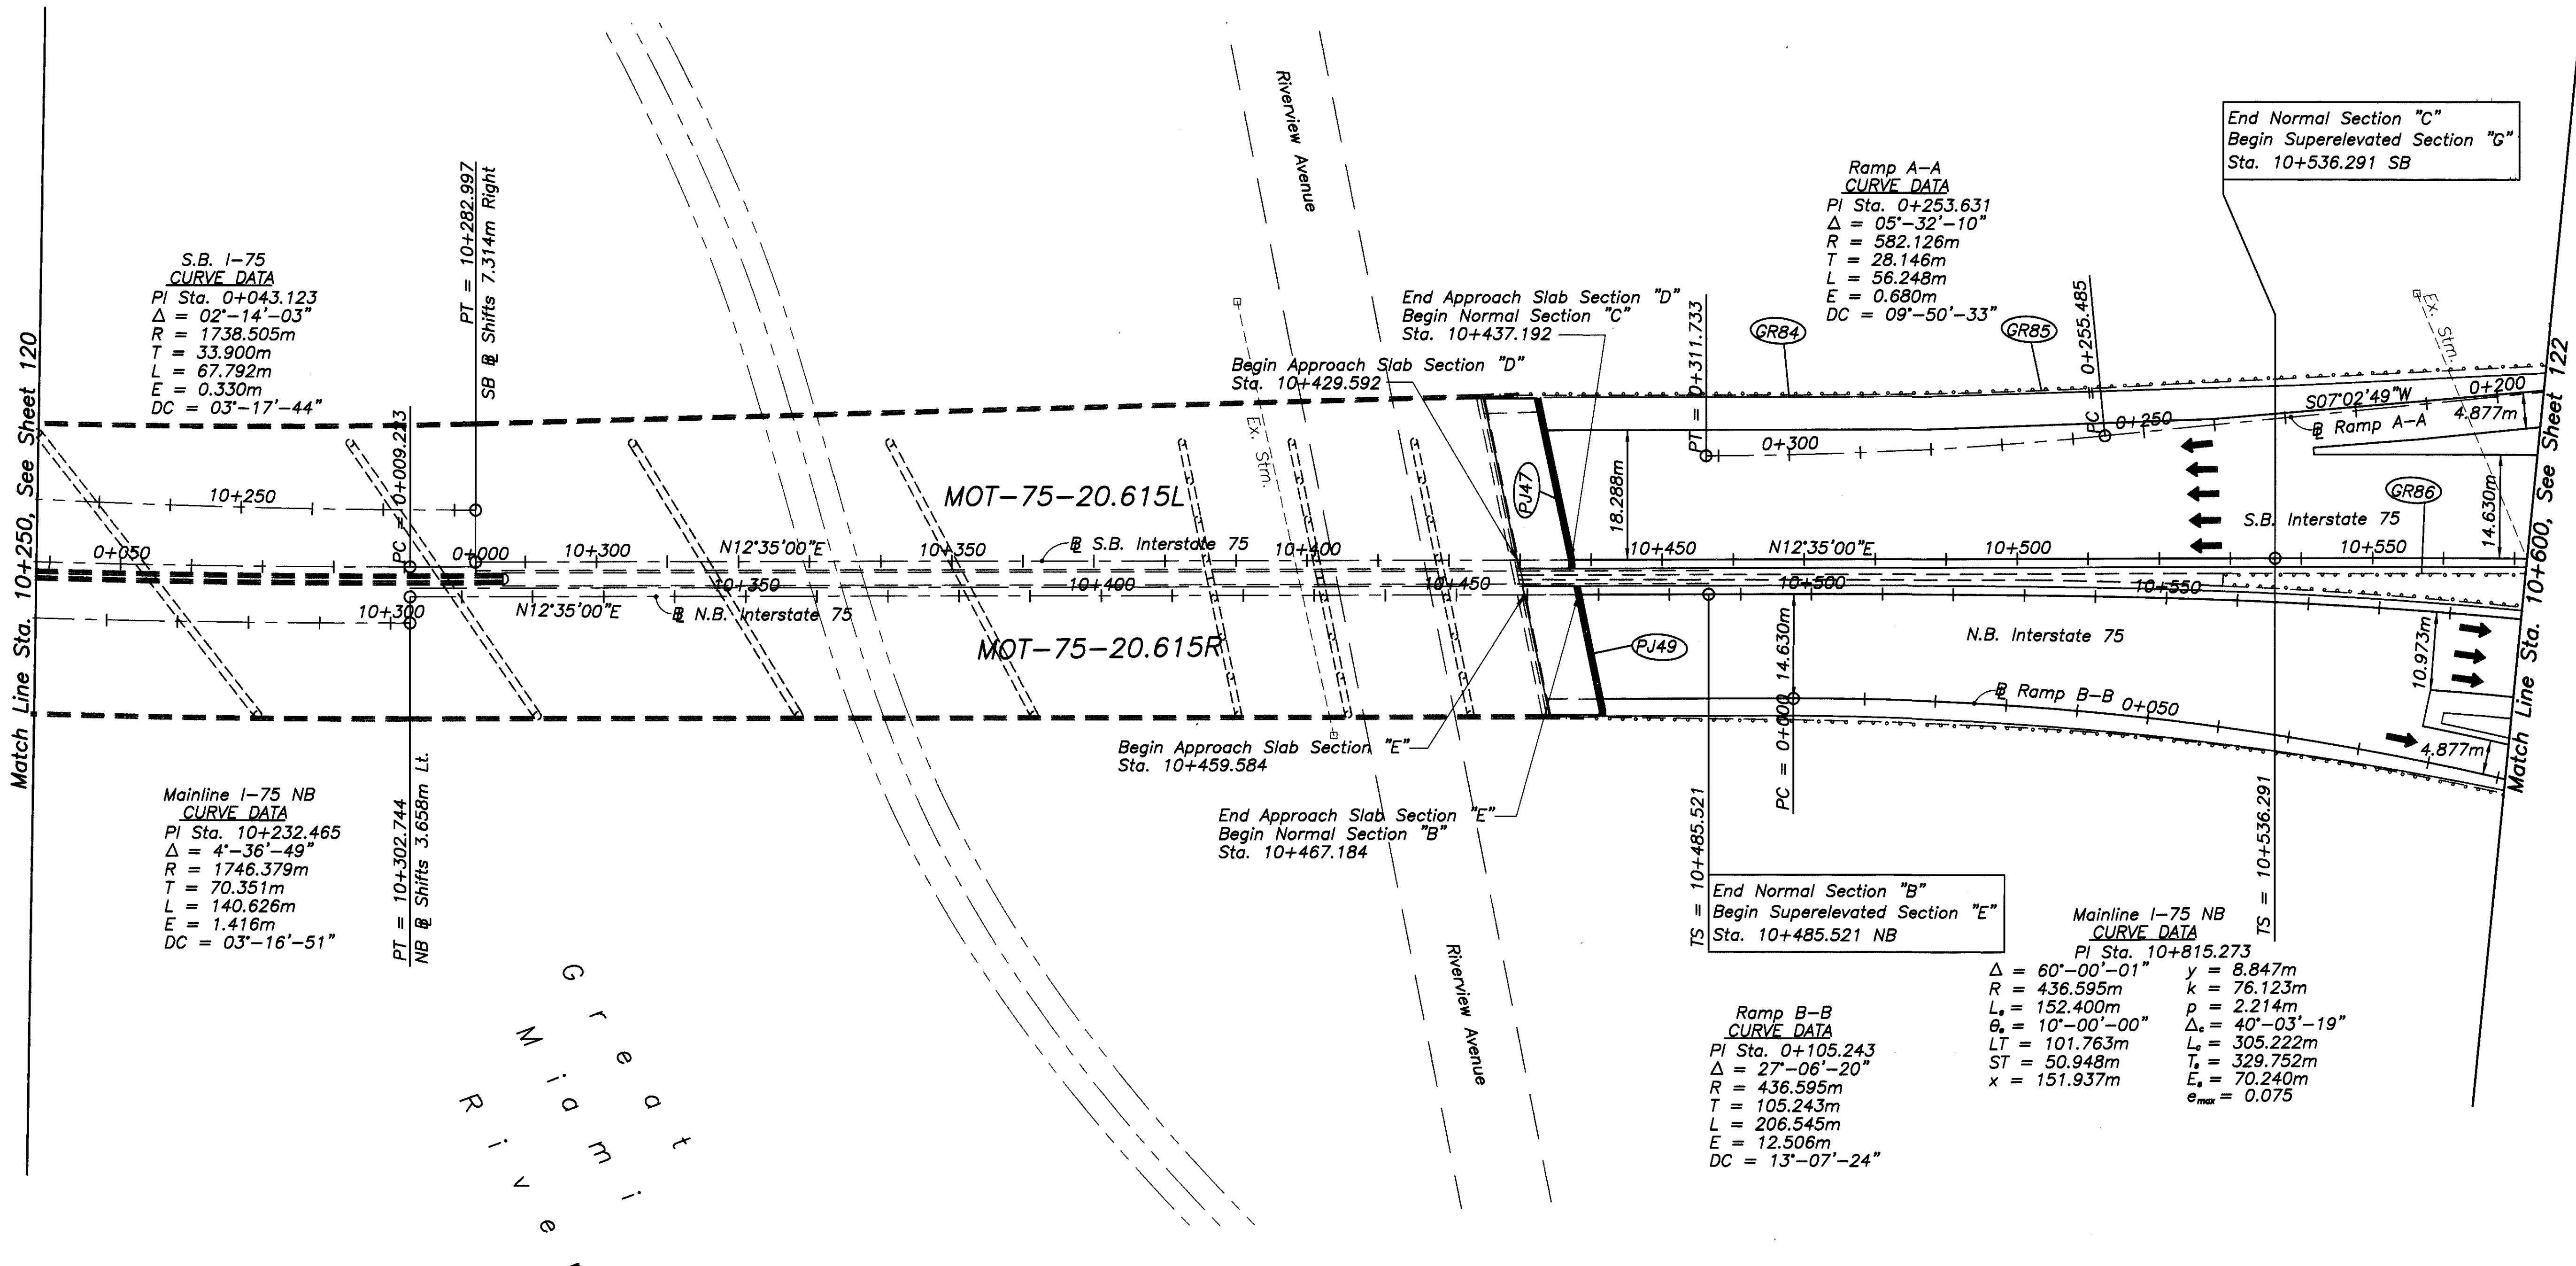 Match Line Sta. 10+250, See Sheet 120
S.B. I-75
CURVE DATA
PI Sta. 0+043.123
Δ = 02°-14'-03"
R = 1738.505m
T = 33.900m
L = 67.792m
E = 0.330m
DC = 03°-17'-44"
PT = 10+282.997
SB ⅊ Shifts 7.314m Right
PC = 0+009.213
10+250
0+050
0+000
10+300
N12°35'00"E
10+350
⅊ S.B. Interstate 75
10+400
MOT-75-20.615L
10+300
N12°35'00"E
⅊ N.B. Interstate 75
10+350
10+400
10+450
MOT-75-20.615R
Mainline I-75 NB
CURVE DATA
PI Sta. 10+232.465
Δ = 4°-36'-49"
R = 1746.379m
T = 70.351m
L = 140.626m
E = 1.416m
DC = 03°-16'-51"
PT = 10+302.744
NB ⅊ Shifts 3.658m Lt.
Great
Miami
River
Riverview Avenue
Ex. Stm.
Begin Approach Slab Section "D"
Sta. 10+429.592
End Approach Slab Section "D"
Begin Normal Section "C"
Sta. 10+437.192
PJ47
18.288m
PJ49
Begin Approach Slab Section "E"
Sta. 10+459.584
End Approach Slab Section "E"
Begin Normal Section "B"
Sta. 10+467.184
Riverview Avenue
Ramp A-A
CURVE DATA
PI Sta. 0+253.631
Δ = 05°-32'-10"
R = 582.126m
T = 28.146m
L = 56.248m
E = 0.680m
DC = 09°-50'-33"
PT = 0+311.733
GR84
GR85
PC = 0+255.485
0+300
0+250
S07°02'49"W
0+200
⅊ Ramp A-A
4.877m
End Normal Section "C"
Begin Superelevated Section "G"
Sta. 10+536.291 SB
Ex. Stm.
GR86
14.630m
S.B. Interstate 75
10+450
N12°35'00"E
10+500
10+550
10+500
10+550
N.B. Interstate 75
PC = 0+000
14.630m
⅊ Ramp B-B
0+050
10.973m
4.877m
TS = 10+485.521
End Normal Section "B"
Begin Superelevated Section "E"
Sta. 10+485.521 NB
TS = 10+536.291
Ramp B-B
CURVE DATA
PI Sta. 0+105.243
Δ = 27°-06'-20"
R = 436.595m
T = 105.243m
L = 206.545m
E = 12.506m
DC = 13°-07'-24"
Mainline I-75 NB
CURVE DATA
PI Sta. 10+815.273
Δ = 60°-00'-01" y = 8.847m
R = 436.595m k = 76.123m
Ls = 152.400m p = 2.214m
θs = 10°-00'-00" Δc = 40°-03'-19"
LT = 101.763m Lc = 305.222m
ST = 50.948m Ts = 329.752m
x = 151.937m Es = 70.240m
emax = 0.075
Match Line Sta. 10+600, See Sheet 122